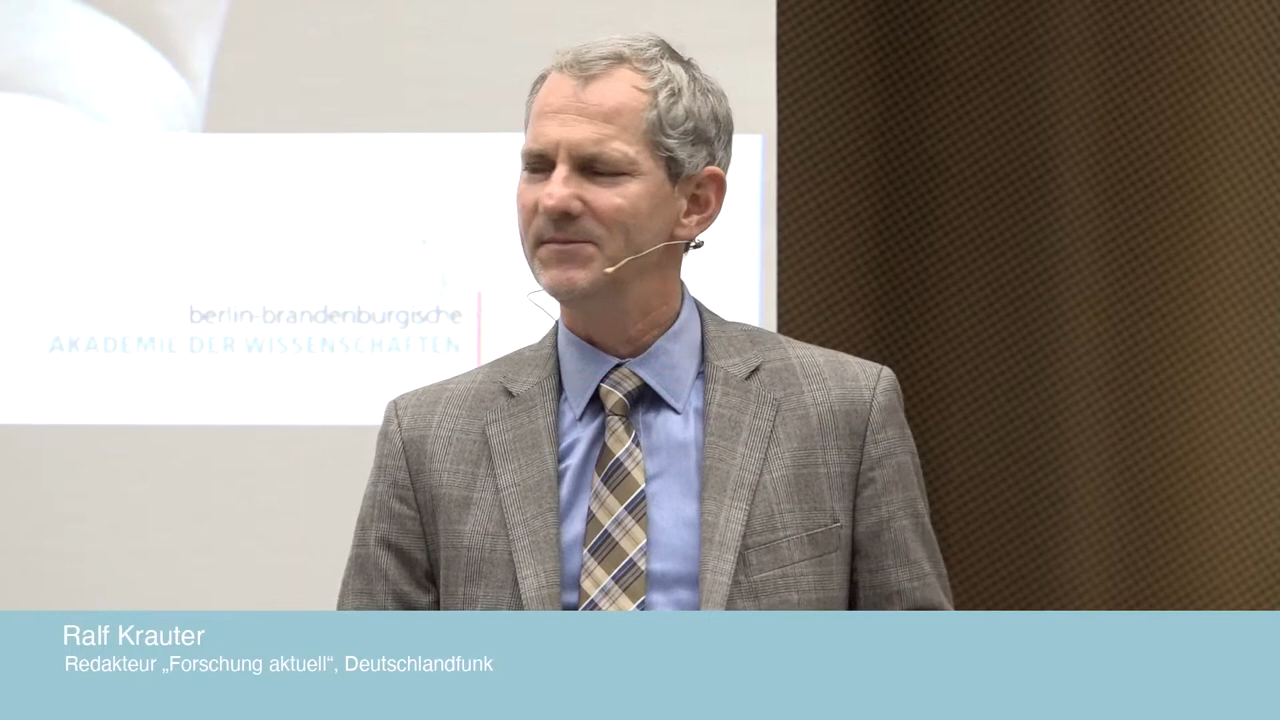 berlin-brandenburgische
AKADEMIE DER WISSENSCHAFTEN
Ralf Krauter
Redakteur „Forschung aktuell“, Deutschlandfunk